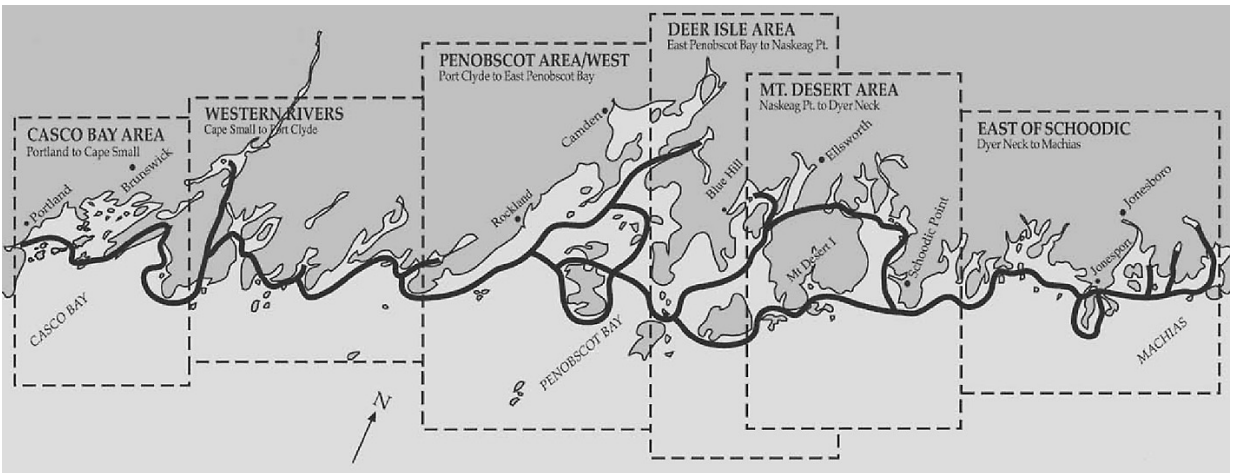 DEER ISLE AREA
East Penobscot Bay to Naskeag Pt.
PENOBSCOT AREA/WEST
Port Clyde to East Penobscot Bay
MT. DESERT AREA
Naskeag Pt. to Dyer Neck
WESTERN RIVERS
Cape Small to Port Clyde
EAST OF SCHOODIC
Dyer Neck to Machias
CASCO BAY AREA
Portland to Cape Small
Camden
Ellsworth
Brunswick
Blue Hill
Jonesboro
Portland
Rockland
Schoodic Point
Mt Desert I
Jonesport
CASCO BAY
PENOBSCOT BAY
MACHIAS
N